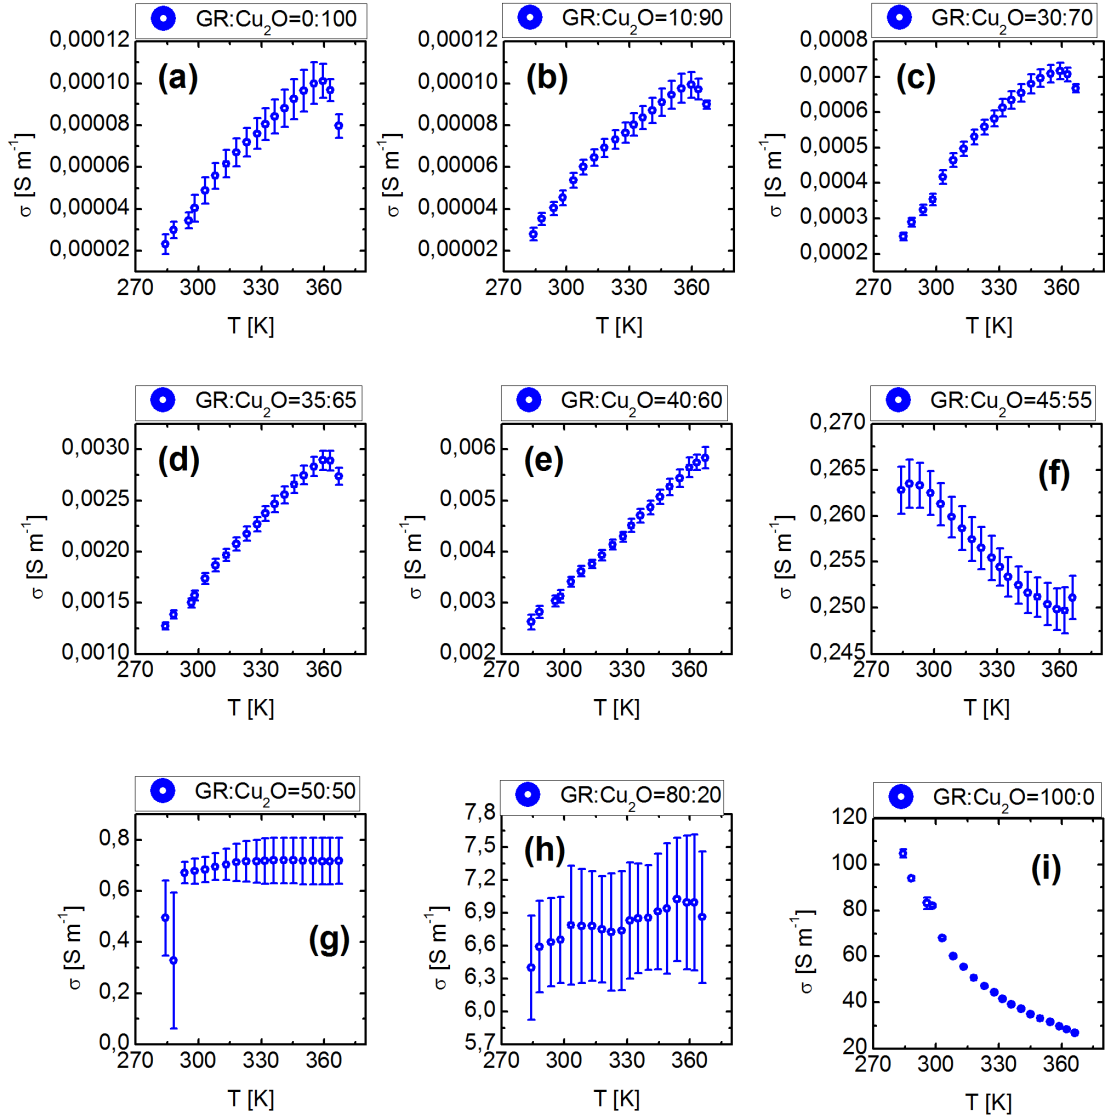 GR:Cu₂O=0:100
GR:Cu₂O=10:90
GR:Cu₂O=30:70
0,00012
0,00010
0,00008
0,00006
0,00004
0,00002
σ [S m⁻¹]
(a)
270 300 330 360
T [K]
0,00012
0,00010
0,00008
0,00006
0,00004
0,00002
σ [S m⁻¹]
(b)
270 300 330 360
T [K]
0,0008
0,0007
0,0006
0,0005
0,0004
0,0003
0,0002
σ [S m⁻¹]
(c)
270 300 330 360
T [K]
GR:Cu₂O=35:65
GR:Cu₂O=40:60
GR:Cu₂O=45:55
0,0030
0,0025
0,0020
0,0015
0,0010
σ [S m⁻¹]
(d)
270 300 330 360
T [K]
0,006
0,005
0,004
0,003
0,002
σ [S m⁻¹]
(e)
270 300 330 360
T [K]
0,270
0,265
0,260
0,255
0,250
0,245
σ [S m⁻¹]
(f)
270 300 330 360
T [K]
GR:Cu₂O=50:50
GR:Cu₂O=80:20
GR:Cu₂O=100:0
0,8
0,6
0,4
0,2
0,0
σ [S m⁻¹]
(g)
270 300 330 360
T [K]
7,8
7,5
7,2
6,9
6,6
6,3
6,0
5,7
σ [S m⁻¹]
(h)
270 300 330 360
T [K]
120
100
80
60
40
20
σ [S m⁻¹]
(i)
270 300 330 360
T [K]